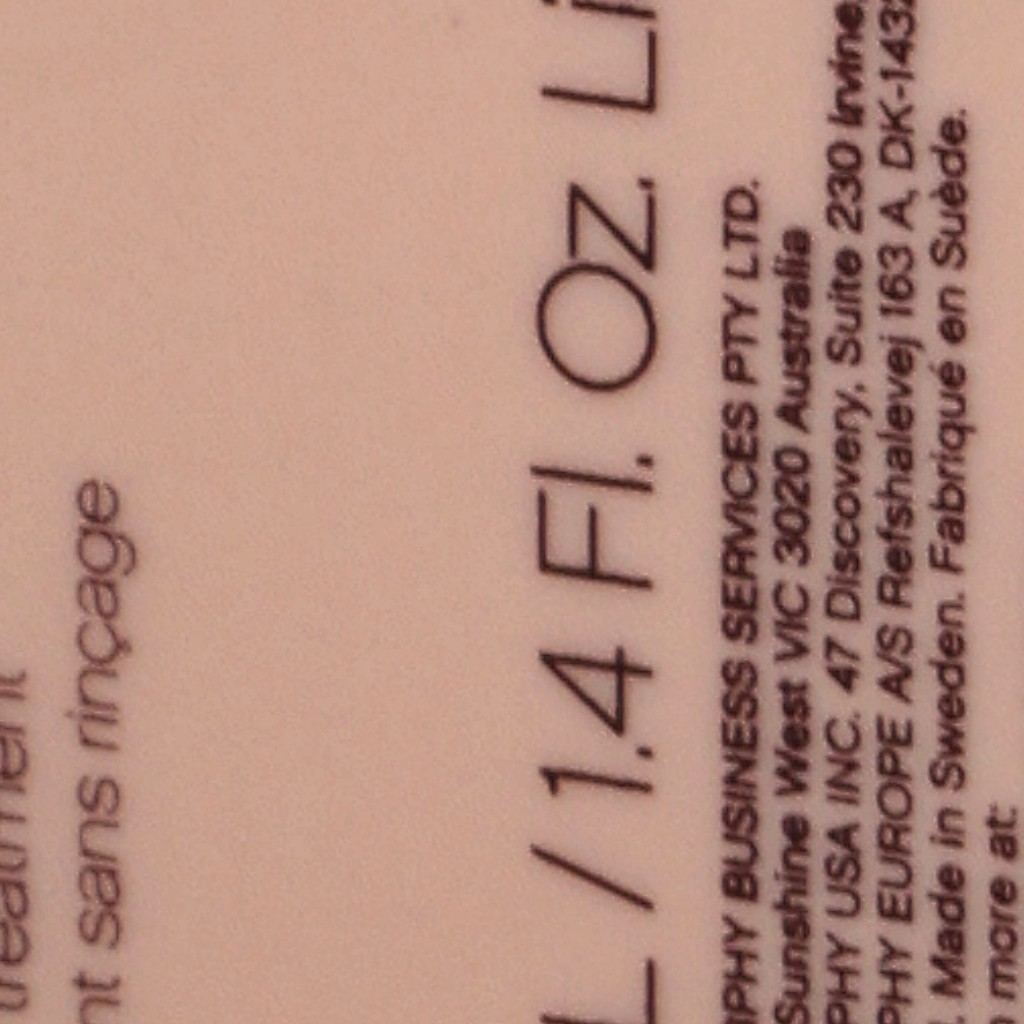 treatment
nt sans rinçage
L / 1.4 Fl. Oz. Li
PHY BUSINESS SERVICES PTY LTD.
Sunshine West VIC 3020 Australia
PHY USA INC. 47 Discovery, Suite 230 Irvine,
PHY EUROPE A/S Refshalevej 163 A, DK-1432
. Made in Sweden. Fabriqué en Suède.
more at: